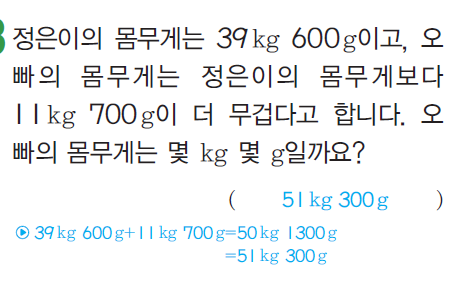 정은이의 몸무게는 39 kg 600 g이고, 오
빠의 몸무게는 정은이의 몸무게보다
11 kg 700 g이 더 무겁다고 합니다. 오
빠의 몸무게는 몇 kg 몇 g일까요?
( 51 kg 300 g )
▶ 39 kg 600 g+11 kg 700 g=50 kg 1300 g
=51 kg 300 g